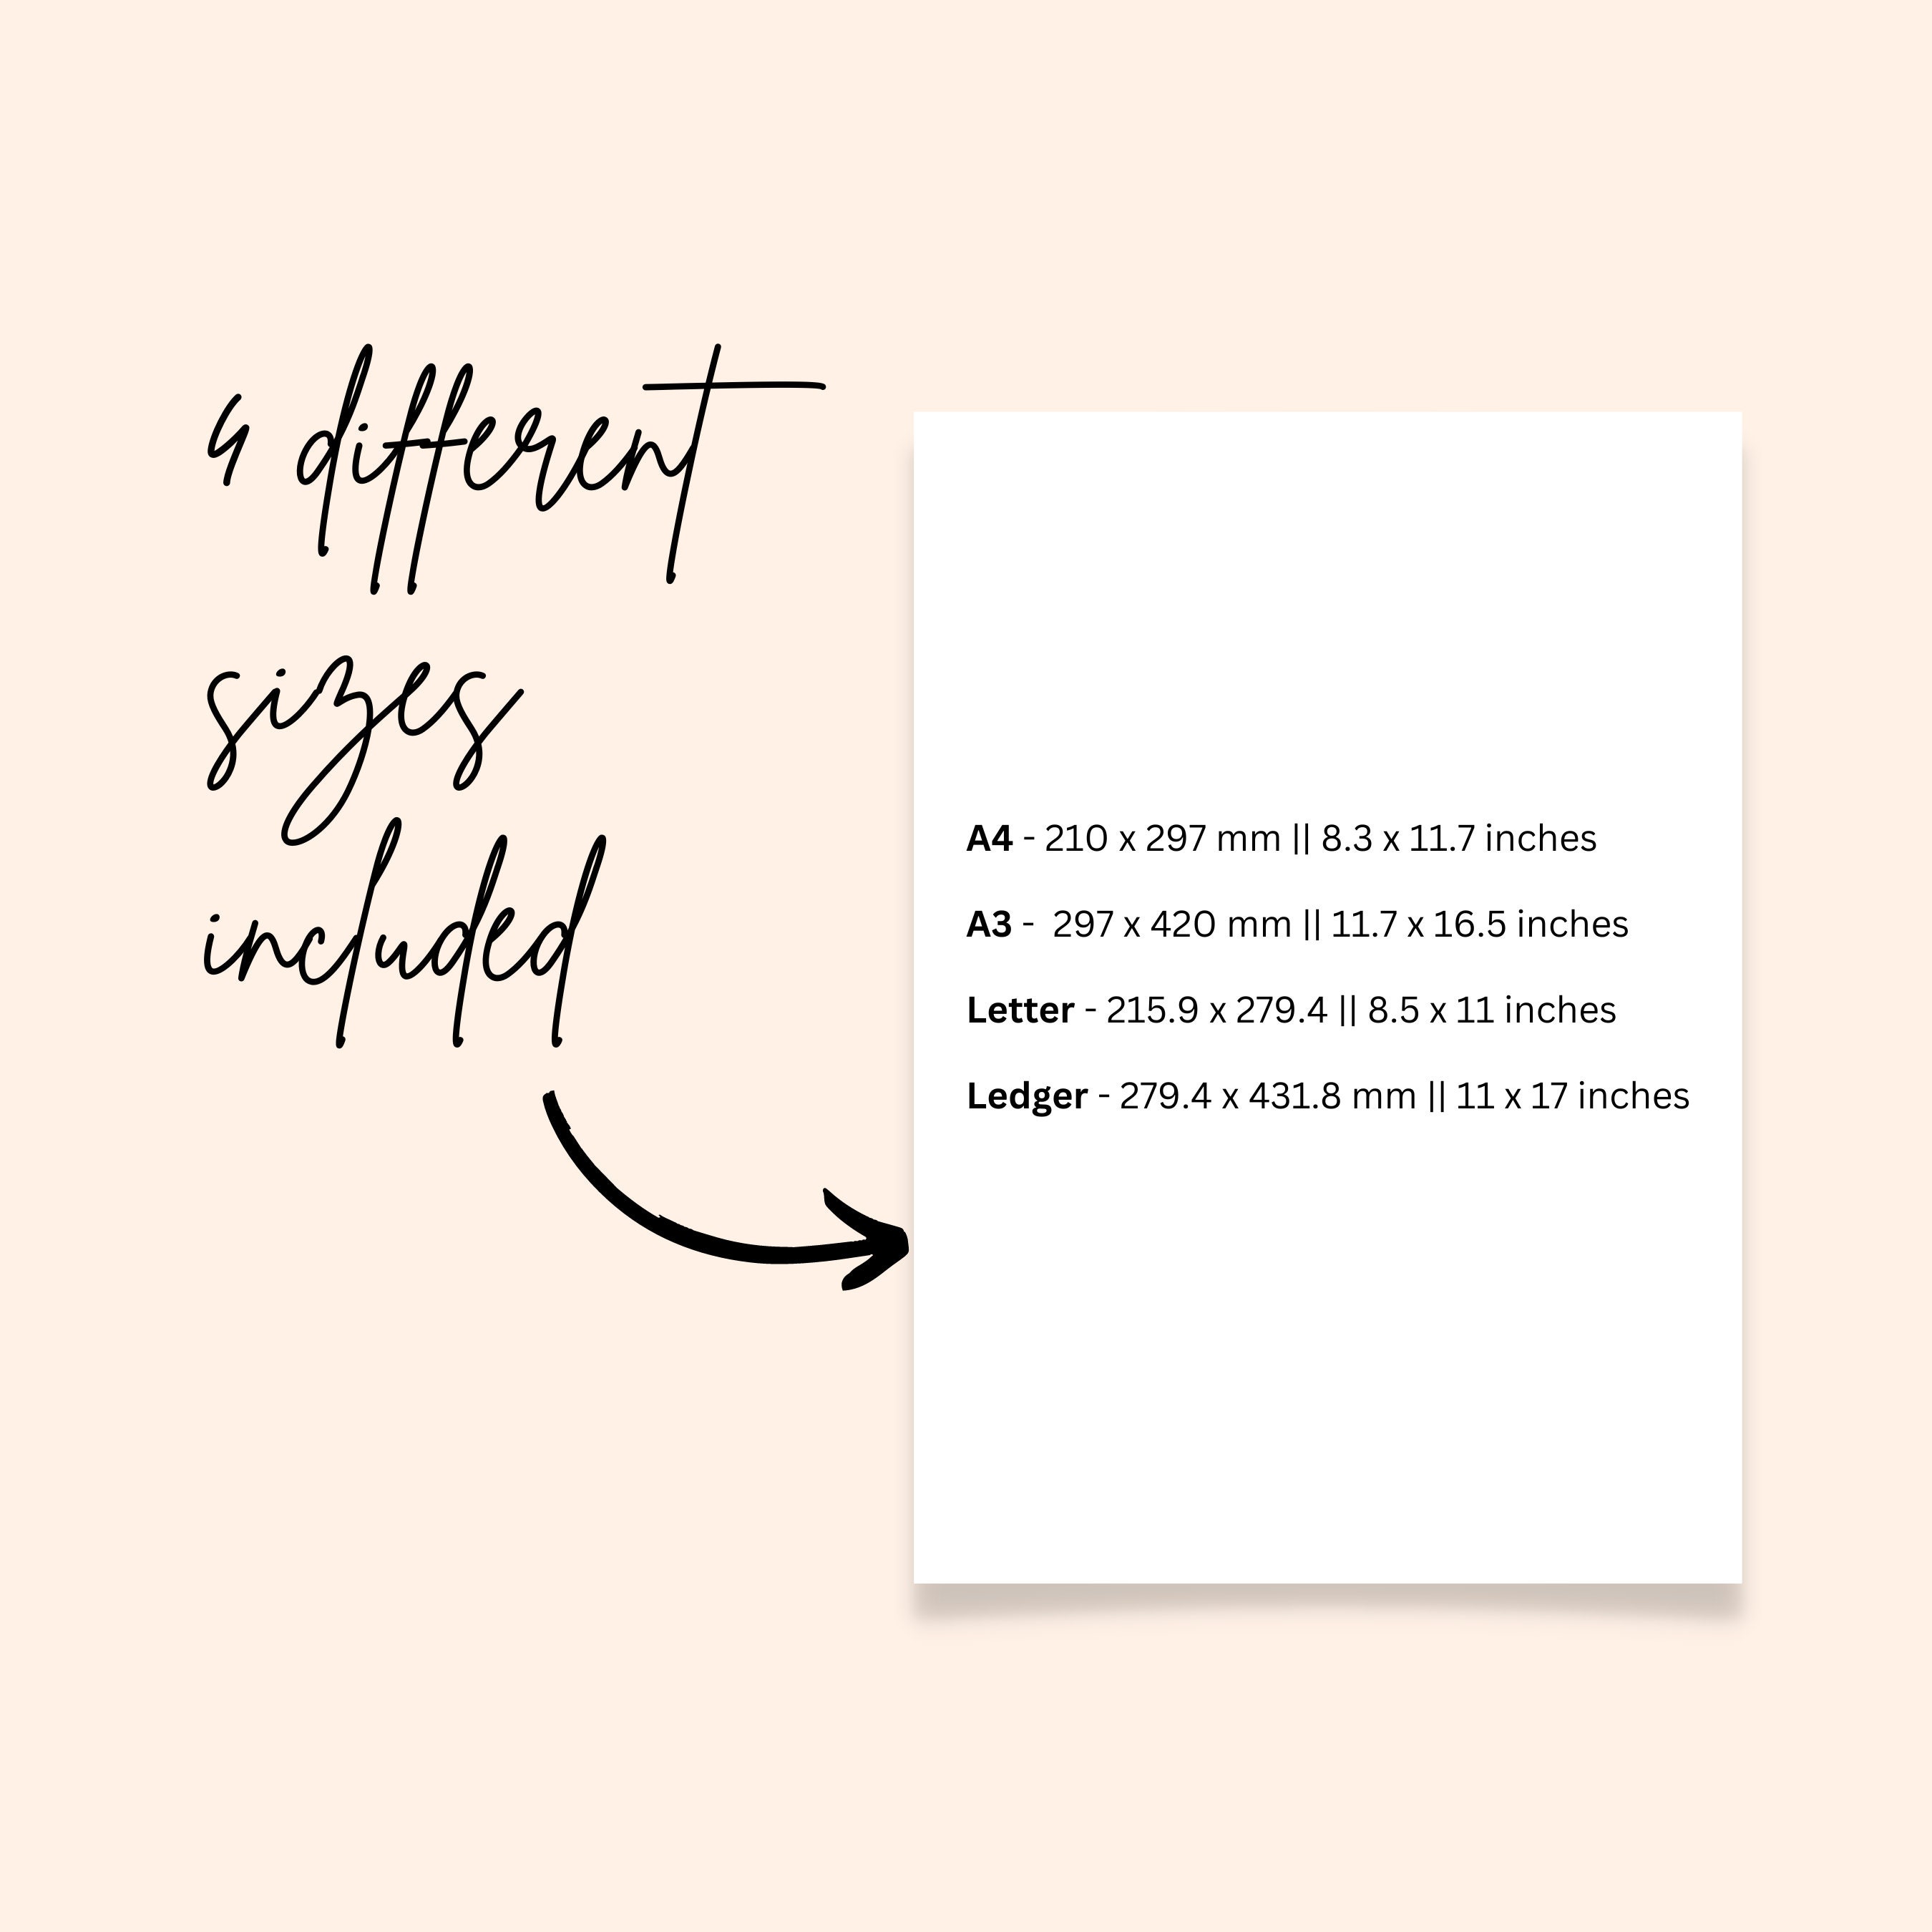 4 different
sizes
included
A4 - 210 x 297 mm || 8.3 x 11.7 inches
A3 -  297 x 420 mm || 11.7 x 16.5 inches
Letter - 215.9 x 279.4 || 8.5 x 11 inches
Ledger - 279.4 x 431.8 mm || 11 x 17 inches